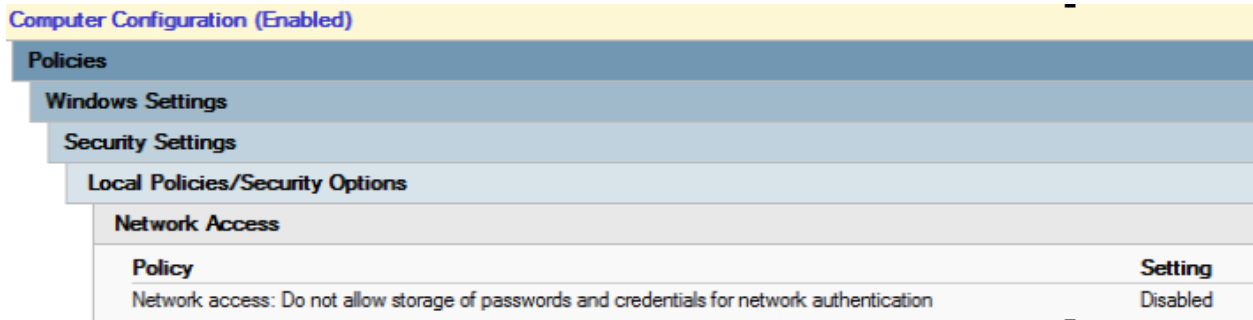 Computer Configuration (Enabled)
Policies
Windows Settings
Security Settings
Local Policies/Security Options
Network Access
Policy Setting
Network access: Do not allow storage of passwords and credentials for network authentication Disabled